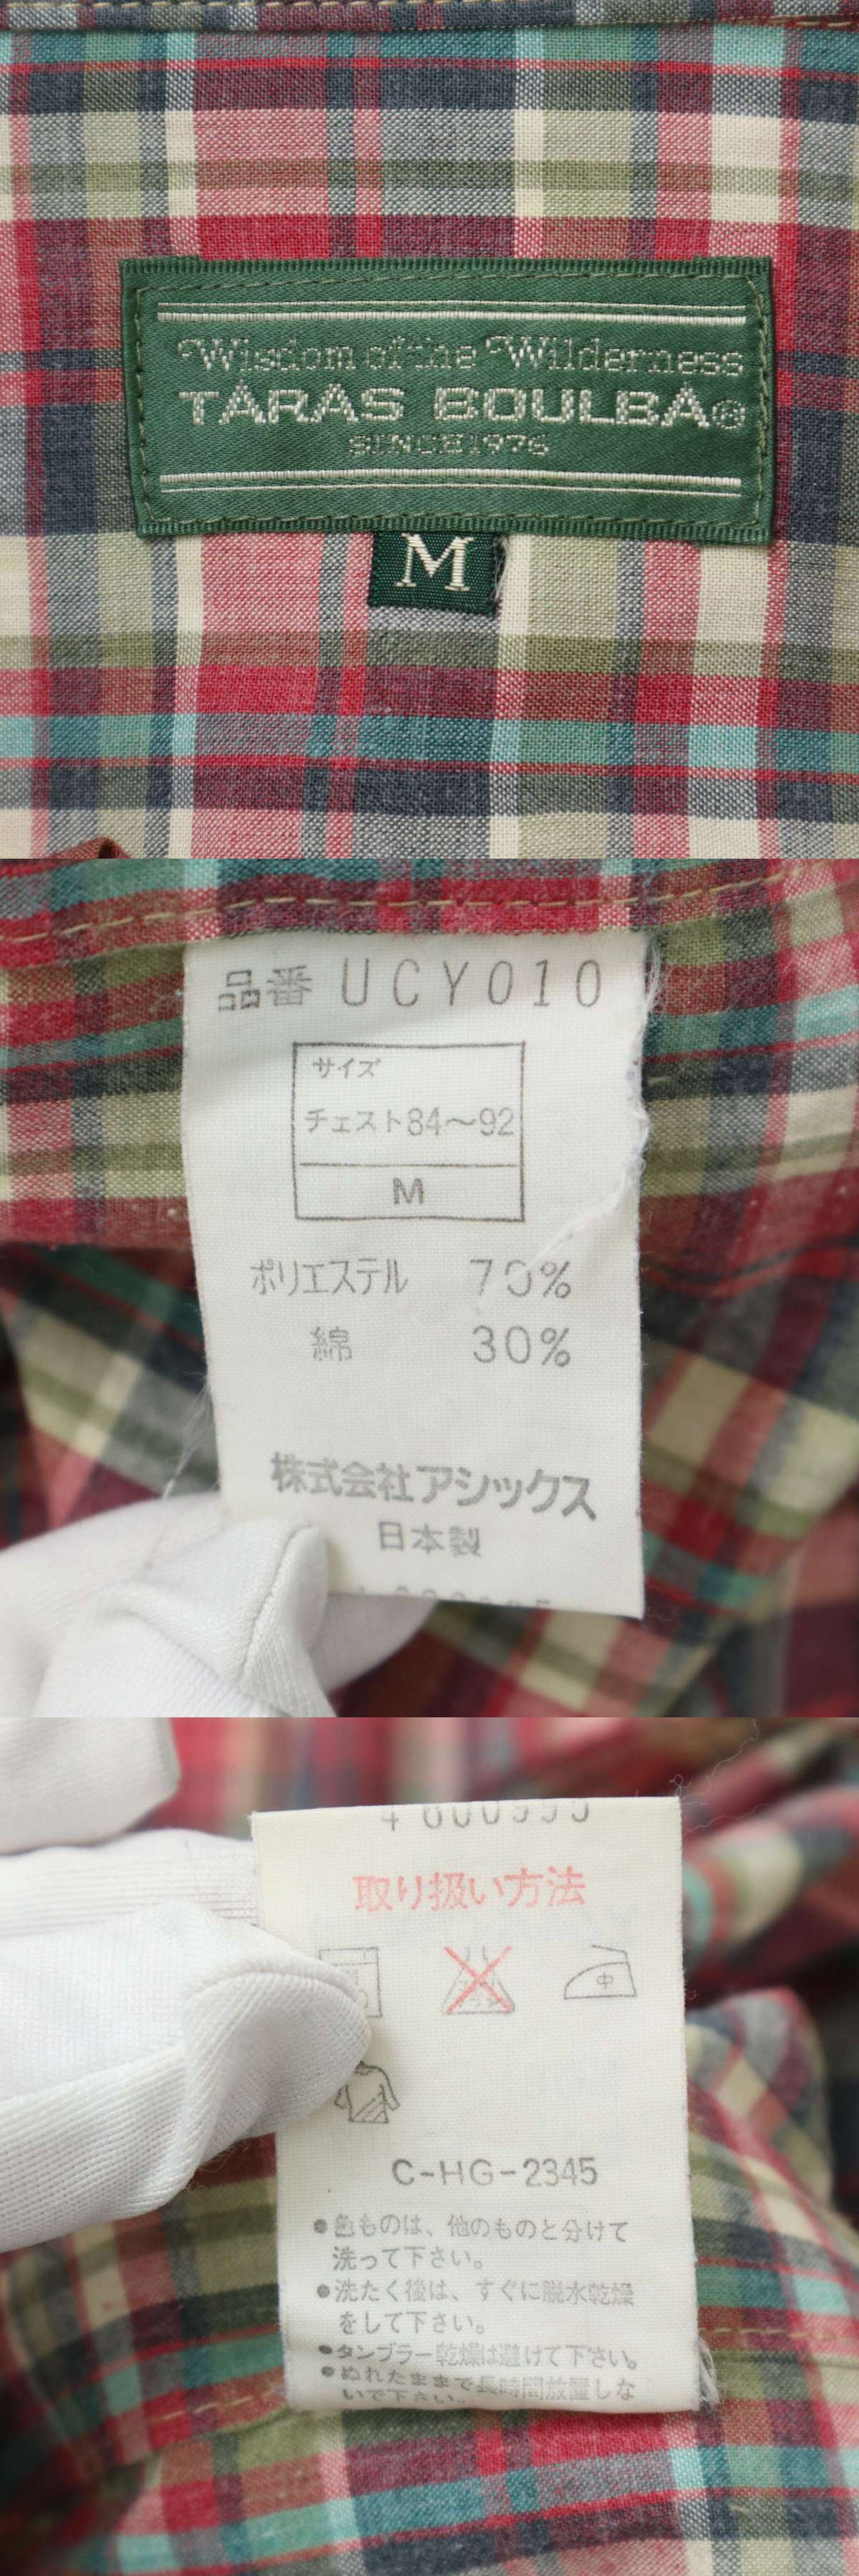 Wisdom of the Wilderness
TARAS BOULBA®
SINCE 1976
M
品番 UCY010
サイズ
チェスト84〜92
M
ポリエステル 70%
綿 30%
株式会社アシックス
日本製
取り扱い方法
中
C-HG-2345
●色ものは、他のものと分けて
洗って下さい。
●洗たく後は、すぐに脱水乾燥
をして下さい。
●タンブラー乾燥は避けて下さい。
●ぬれたままで長時間放置しな
いで下さい。